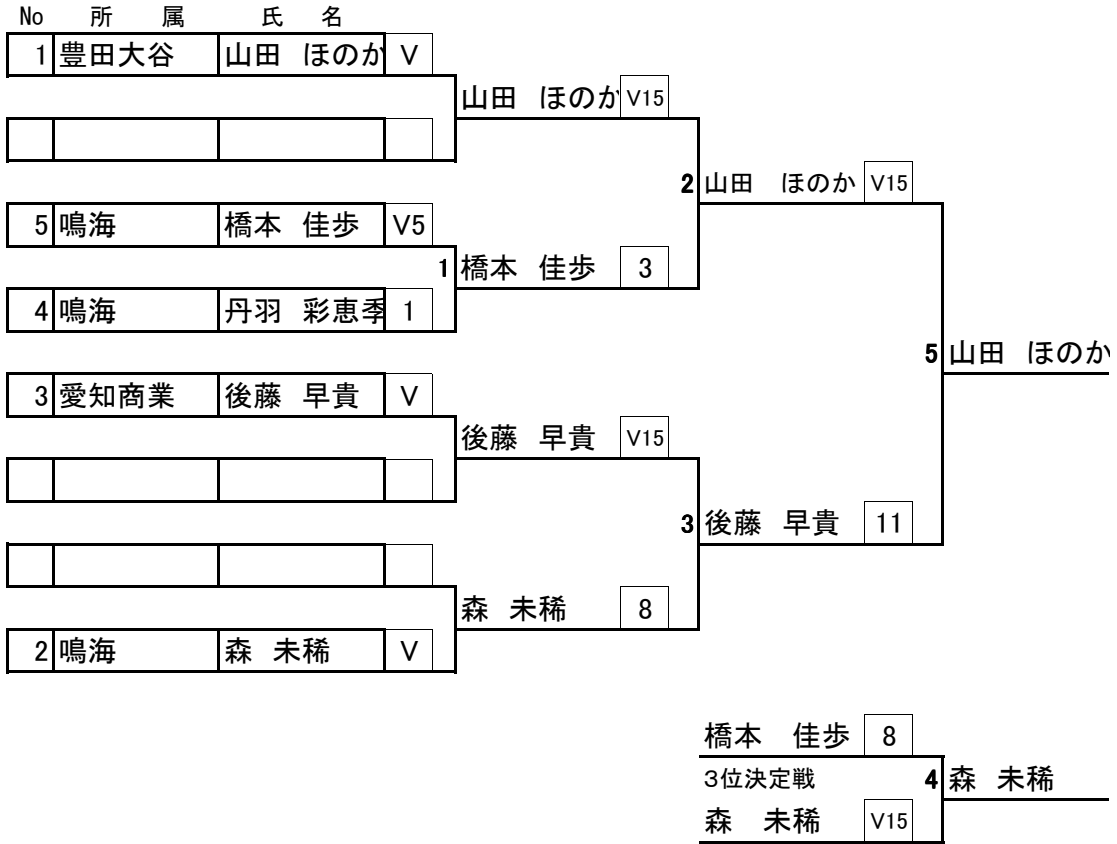 No 所 属 氏 名
1 豊田大谷 山田 ほのか V
山田 ほのか V15
2 山田 ほのか V15
5 鳴海 橋本 佳歩 V5
1 橋本 佳歩 3
4 鳴海 丹羽 彩恵季 1
5 山田 ほのか
3 愛知商業 後藤 早貴 V
後藤 早貴 V15
3 後藤 早貴 11
森 未稀 8
2 鳴海 森 未稀 V
橋本 佳歩 8
3位決定戦 4 森 未稀
森 未稀 V15